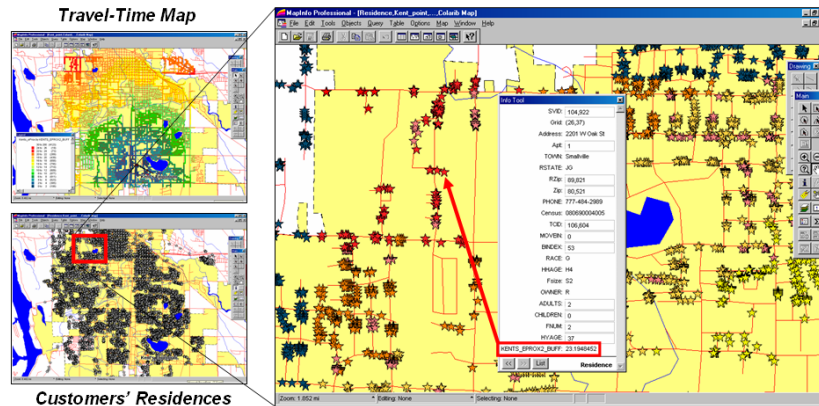 Travel-Time Map
MapInfo Professional - [Residence,Kent_point,...,Colarib Map]
File Edit Tools Objects Query Table Options Map Window Help
Info Tool
SVID: 104,922
Grid: (26,37)
Address: 2201 W Oak St
Apt: 1
TOWN: Smallville
RSTATE: JG
RZip: 89,821
Zip: 80,521
PHONE: 777-484-2989
Census: 080690004005
TCID: 106,604
MOVEIN: 0
BINDEX: 53
RACE: G
HHAGE: H4
Fsize: S2
OWNER: R
ADULTS: 2
CHILDREN: 0
FNUM: 2
HVAGE: 37
KENTS_EPROX2_BUFF: 23.1948452
<< >> List Residence
Drawing
Main
Zoom: 1.852 mi Editing: None Selecting: None
Customers' Residences